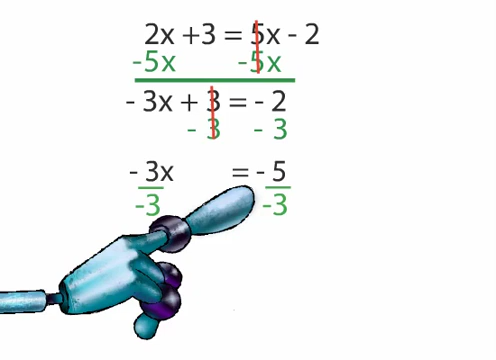 2x +3 = 5x - 2
-5x -5x
- 3x + 3 = - 2
- 3 - 3
- 3x = - 5
-3 -3